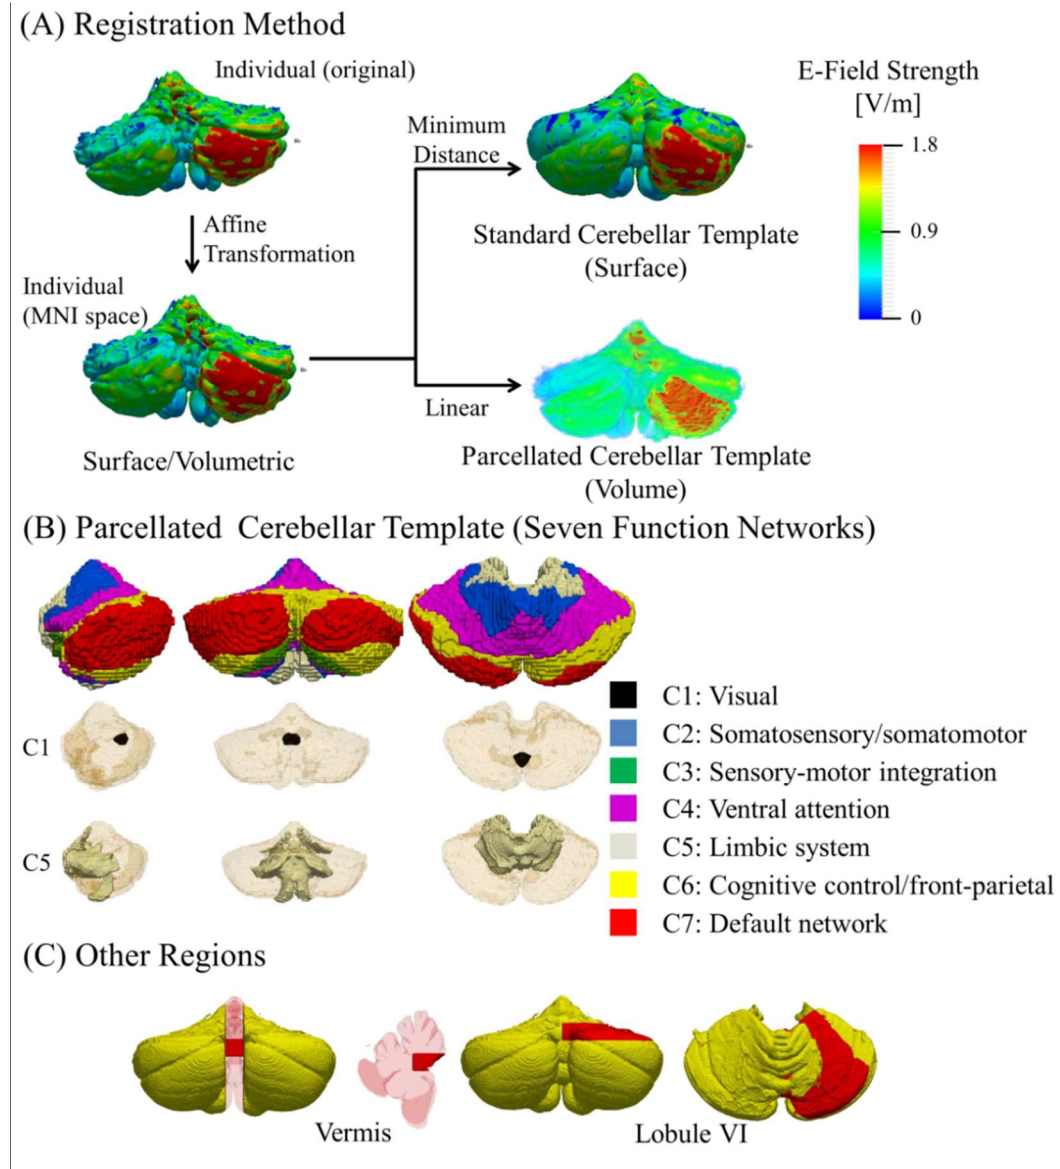 (A) Registration Method
Individual (original)
E-Field Strength
[V/m]
Minimum
Distance
1.8
Affine
Transformation
Standard Cerebellar Template
(Surface)
0.9
Individual
(MNI space)
0
Linear
Surface/Volumetric
Parcellated Cerebellar Template
(Volume)
(B) Parcellated Cerebellar Template (Seven Function Networks)
C1: Visual
C1
C2: Somatosensory/somatomotor
C3: Sensory-motor integration
C4: Ventral attention
C5
C5: Limbic system
C6: Cognitive control/front-parietal
C7: Default network
(C) Other Regions
Vermis
Lobule VI